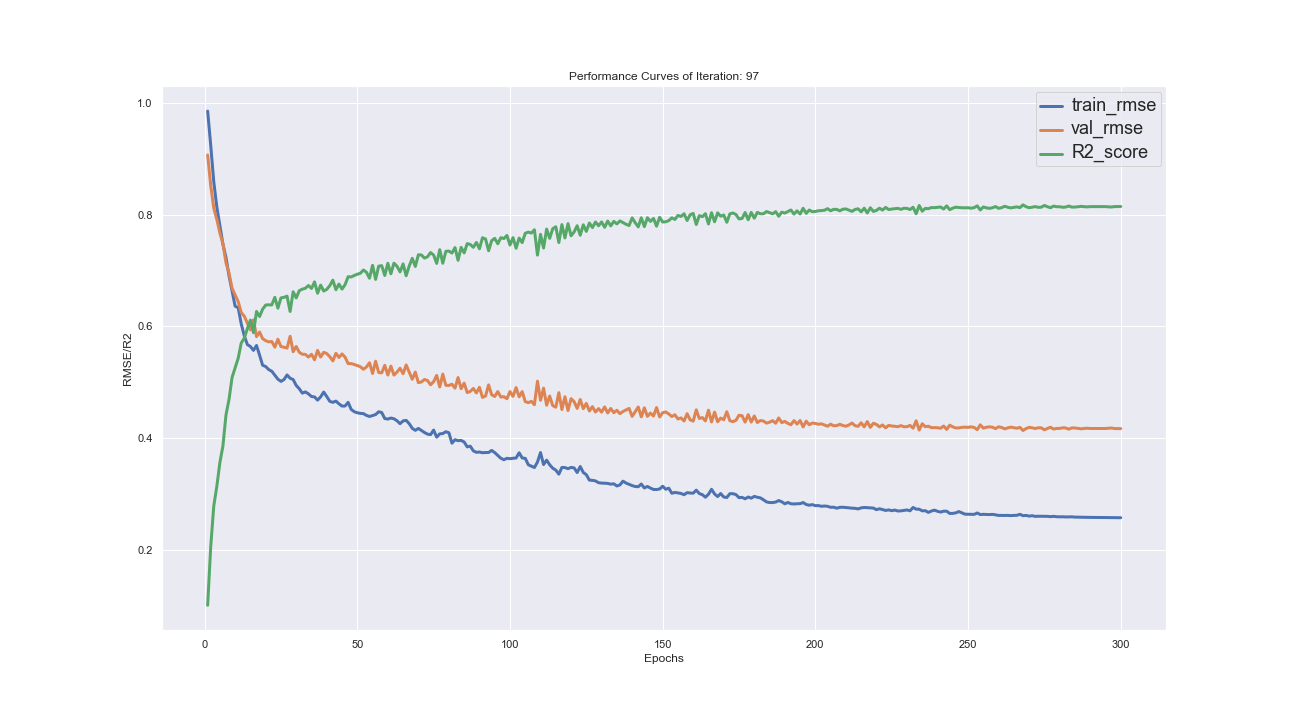 Performance Curves of Iteration: 97
1.0
0.8
0.6
0.4
0.2
RMSE/R2
train_rmse
val_rmse
R2_score
0 50 100 150 200 250 300
Epochs